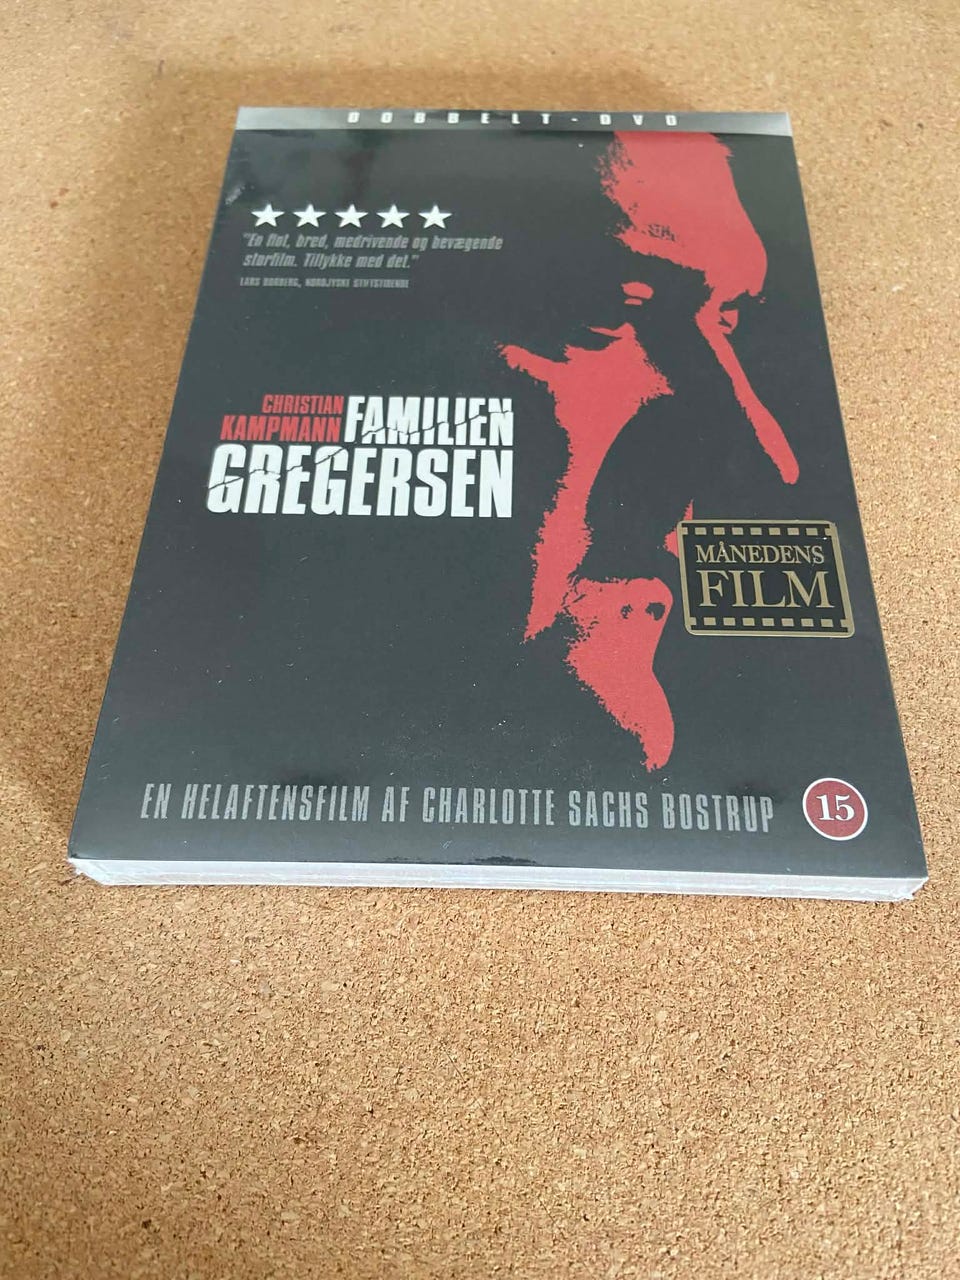 DOBBELT-DVD
"En flot, bred, medrivende og bevægende
storfilm. Tillykke med det."
LARS BORBERG, NORDJYSKE STIFTSTIDENDE
CHRISTIAN
KAMPMANN FAMILIEN
GREGERSEN
MÅNEDENS
FILM
EN HELAFTENSFILM AF CHARLOTTE SACHS BOSTRUP
15